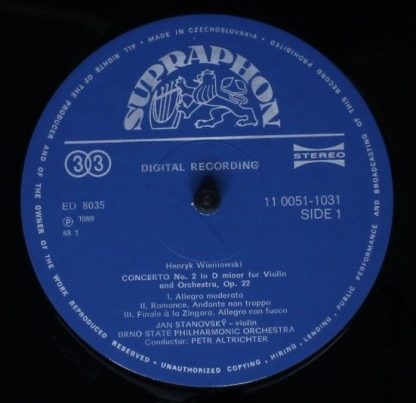 ALL RIGHTS OF THE PRODUCER AND OF THE OWNER OF THE WORK REPRODUCED RESERVED • UNAUTHORIZED COPYING, HIRING, LENDING, PUBLIC PERFORMANCE AND BROADCASTING OF THIS RECORD PROHIBITED • MADE IN CZECHOSLOVAKIA •
SUPRAPHON
33
DIGITAL RECORDING
STEREO
ED 8035
℗ 1988
88 1
11 0051-1031
SIDE 1
Henryk Wieniawski
CONCERTO No. 2 in D minor for Violin
and Orchestra, Op. 22
I. Allegro moderato
II. Romance. Andante non troppo
III. Finale à la Zingara. Allegro con fuoco
JAN STANOVSKÝ - violin
BRNO STATE PHILHARMONIC ORCHESTRA
Conductor: PETR ALTRICHTER